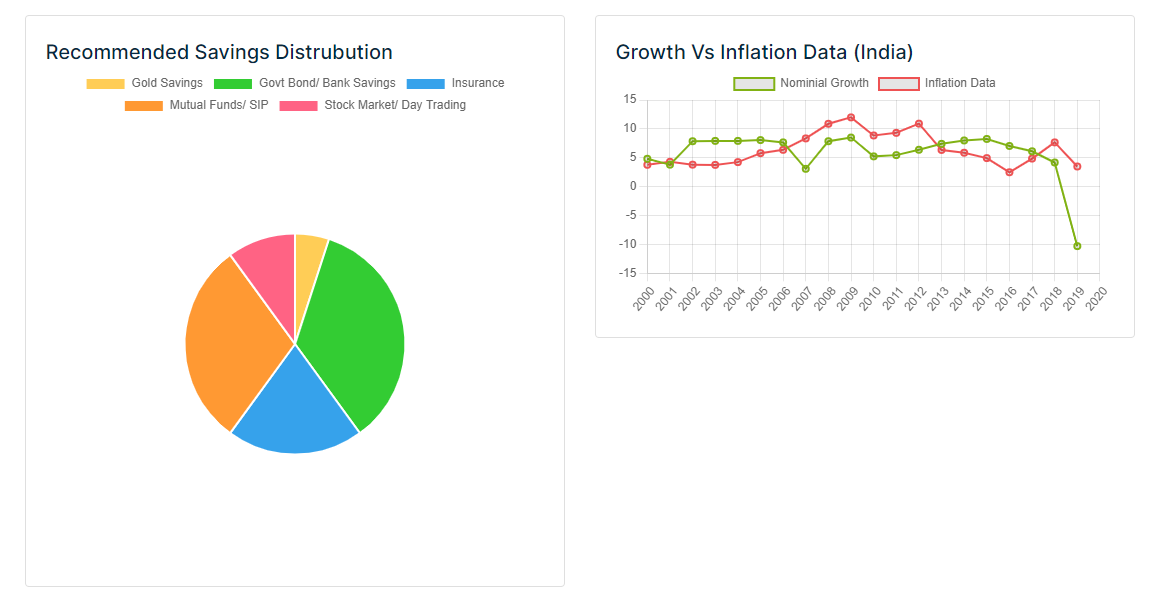 Recommended Savings Distrubution
Gold Savings Govt Bond/ Bank Savings Insurance
Mutual Funds/ SIP Stock Market/ Day Trading
Growth Vs Inflation Data (India)
Nominial Growth Inflation Data
15
10
5
0
-5
-10
-15
2000 2001 2002 2003 2004 2005 2006 2007 2008 2009 2010 2011 2012 2013 2014 2015 2016 2017 2018 2019 2020